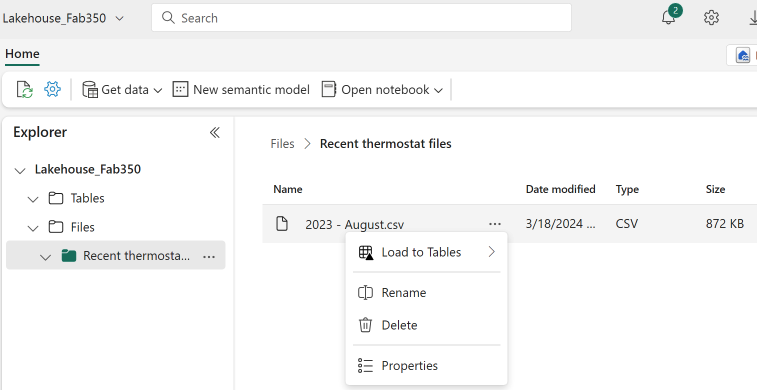 Lakehouse_Fab350
Search
2
Home
Get data
New semantic model
Open notebook
Explorer
Lakehouse_Fab350
Tables
Files
Recent thermosta... ...
Files > Recent thermostat files
Name Date modified Type Size
2023 - August.csv ... 3/18/2024 ... CSV 872 KB
Load to Tables
Rename
Delete
Properties